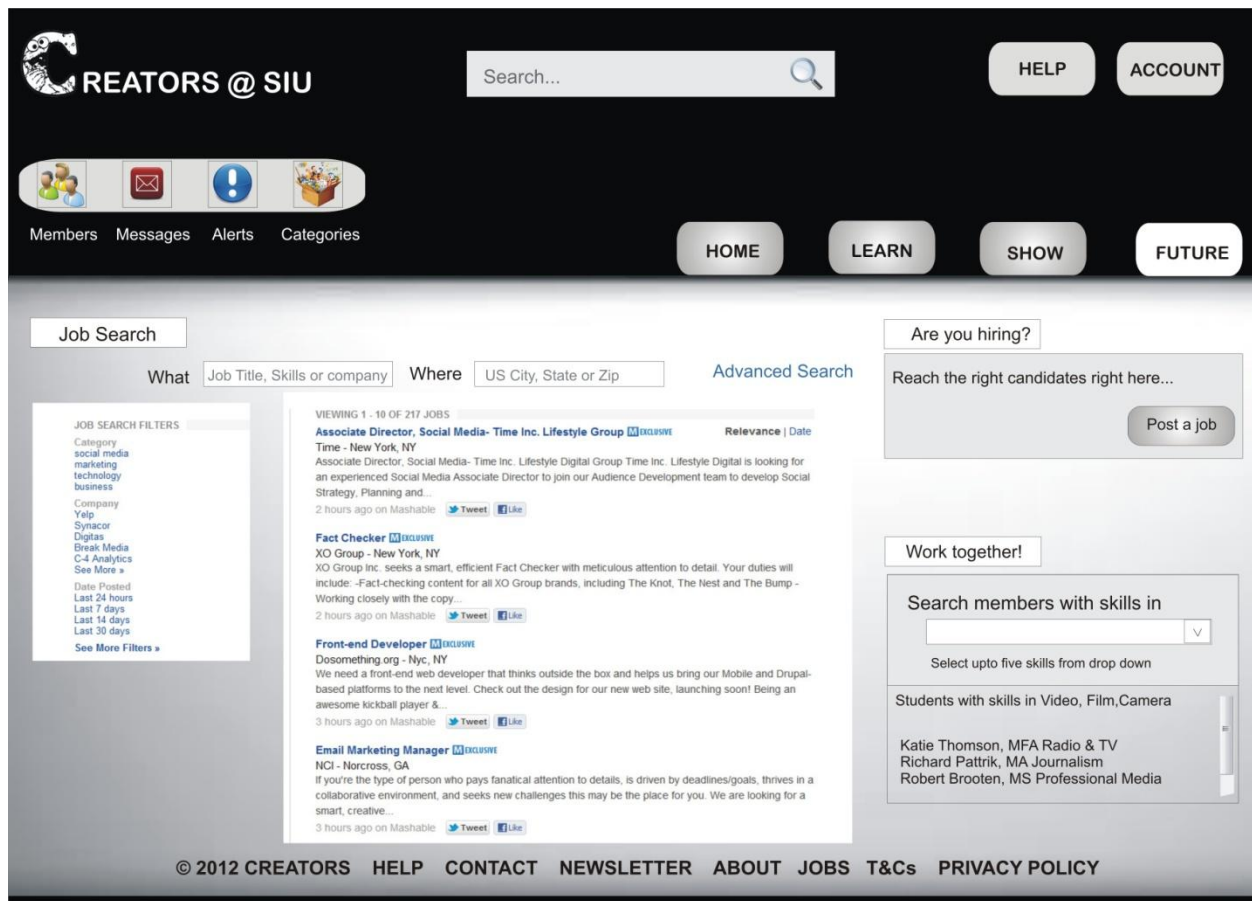 CREATORS @ SIU
Search...
HELP
ACCOUNT
Members Messages Alerts Categories
HOME
LEARN
SHOW
FUTURE
Job Search
What Job Title, Skills or company Where US City, State or Zip Advanced Search
JOB SEARCH FILTERS
Category
social media
marketing
technology
business
Company
Yelp
Synacor
Digitas
Break Media
C-4 Analytics
See More »
Date Posted
Last 24 hours
Last 7 days
Last 14 days
Last 30 days
See More Filters »
VIEWING 1 - 10 OF 217 JOBS
Associate Director, Social Media- Time Inc. Lifestyle Group M EXCLUSIVE Relevance | Date
Time - New York, NY
Associate Director, Social Media- Time Inc. Lifestyle Digital Group Time Inc. Lifestyle Digital is looking for
an experienced Social Media Associate Director to join our Audience Development team to develop Social
Strategy, Planning and...
2 hours ago on Mashable Tweet Like
Fact Checker M EXCLUSIVE
XO Group - New York, NY
XO Group Inc. seeks a smart, efficient Fact Checker with meticulous attention to detail. Your duties will
include: -Fact-checking content for all XO Group brands, including The Knot, The Nest and The Bump -
Working closely with the copy...
2 hours ago on Mashable Tweet Like
Front-end Developer M EXCLUSIVE
Dosomething.org - Nyc, NY
We need a front-end web developer that thinks outside the box and helps us bring our Mobile and Drupal-
based platforms to the next level. Check out the design for our new web site, launching soon! Being an
awesome kickball player &...
3 hours ago on Mashable Tweet Like
Email Marketing Manager M EXCLUSIVE
NCI - Norcross, GA
If you're the type of person who pays fanatical attention to details, is driven by deadlines/goals, thrives in a
collaborative environment, and seeks new challenges this may be the place for you. We are looking for a
smart, creative...
3 hours ago on Mashable Tweet Like
Are you hiring?
Reach the right candidates right here...
Post a job
Work together!
Search members with skills in
V
Select upto five skills from drop down
Students with skills in Video, Film,Camera
Katie Thomson, MFA Radio & TV
Richard Pattrik, MA Journalism
Robert Brooten, MS Professional Media
© 2012 CREATORS HELP CONTACT NEWSLETTER ABOUT JOBS T&Cs PRIVACY POLICY